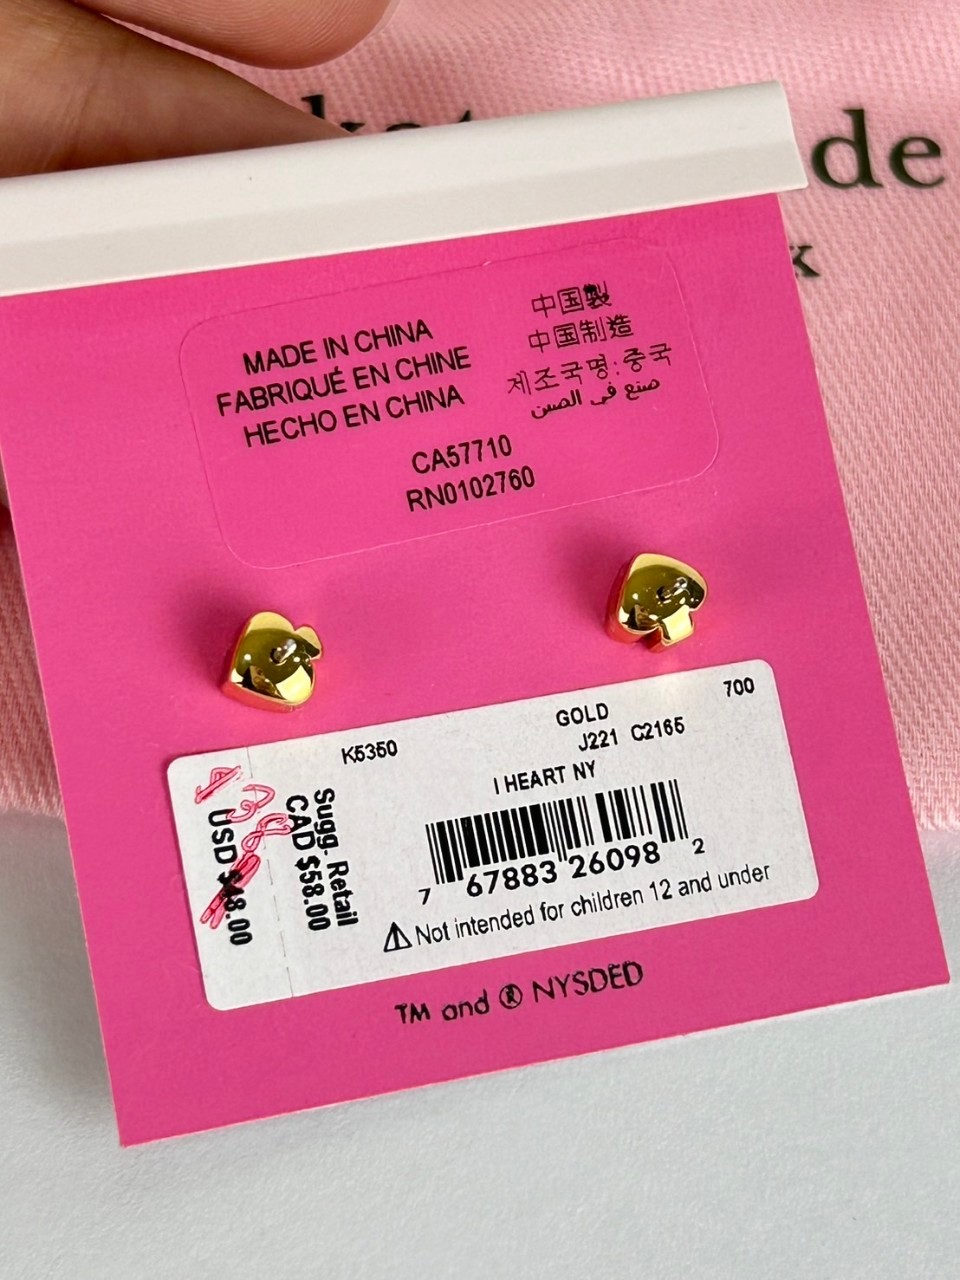 de
k
MADE IN CHINA
FABRIQUÉ EN CHINE
HECHO EN CHINA
中国製
中国制造
제조국명:중국
صنع في الصين
CA57710
RN0102760
K5350
GOLD
700
J221 C2165
I HEART NY
7 67883 26098 2
Not intended for children 12 and under
Sugg. Retail
CAD $58.00
USD $48.00
TM and ® NYSDED